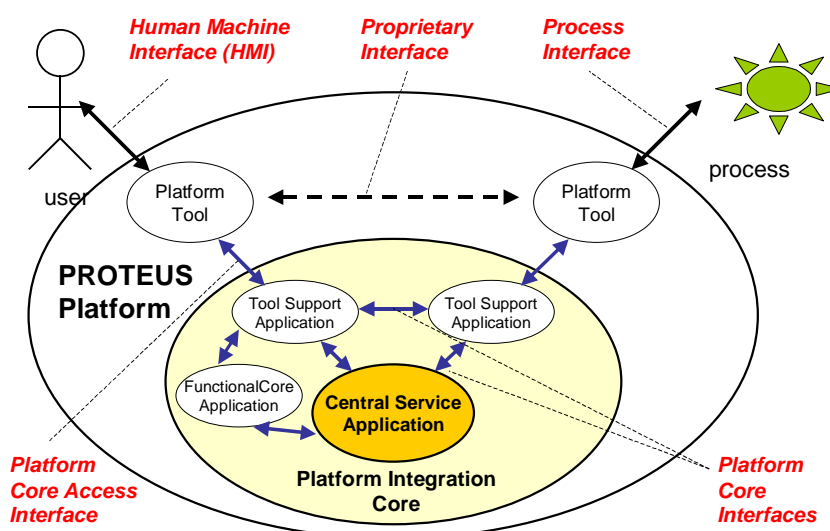 Human Machine
Interface (HMI)
Proprietary
Interface
Process
Interface
user
process
Platform
Tool
Platform
Tool
PROTEUS
Platform
Tool Support
Application
Tool Support
Application
FunctionalCore
Application
Central Service
Application
Platform Integration
Core
Platform
Core Access
Interface
Platform
Core
Interfaces